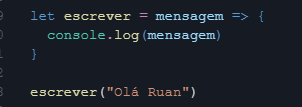 let escrever = mensagem => {
console.log(mensagem)
}
escrever("Olá Ruan")